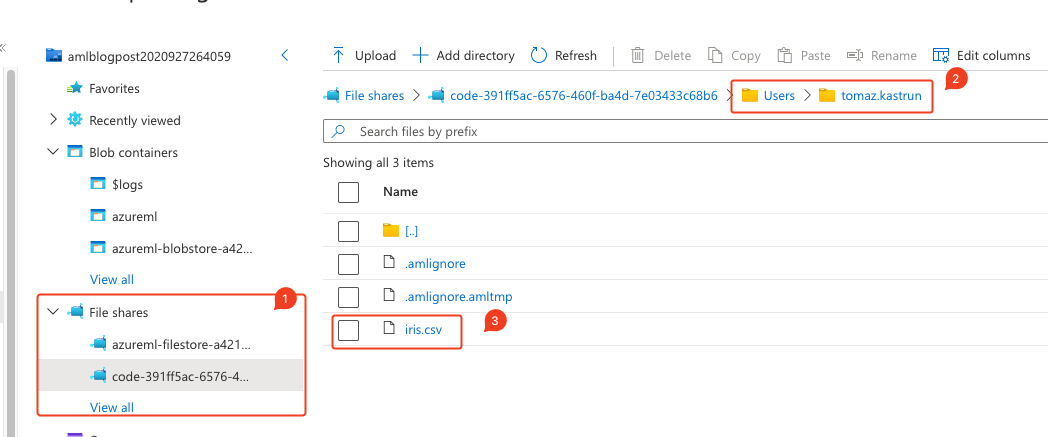 amlblogpost2020927264059
Favorites
Recently viewed
Blob containers
$logs
azureml
azureml-blobstore-a42...
View all
1
File shares
azureml-filestore-a421...
code-391ff5ac-6576-4...
View all
Upload Add directory Refresh Delete Copy Paste Rename Edit columns
2
File shares > code-391ff5ac-6576-460f-ba4d-7e03433c68b6 > Users > tomaz.kastrun
Search files by prefix
Showing all 3 items
Name
[..]
.amlignore
.amlignore.amltmp
iris.csv
3